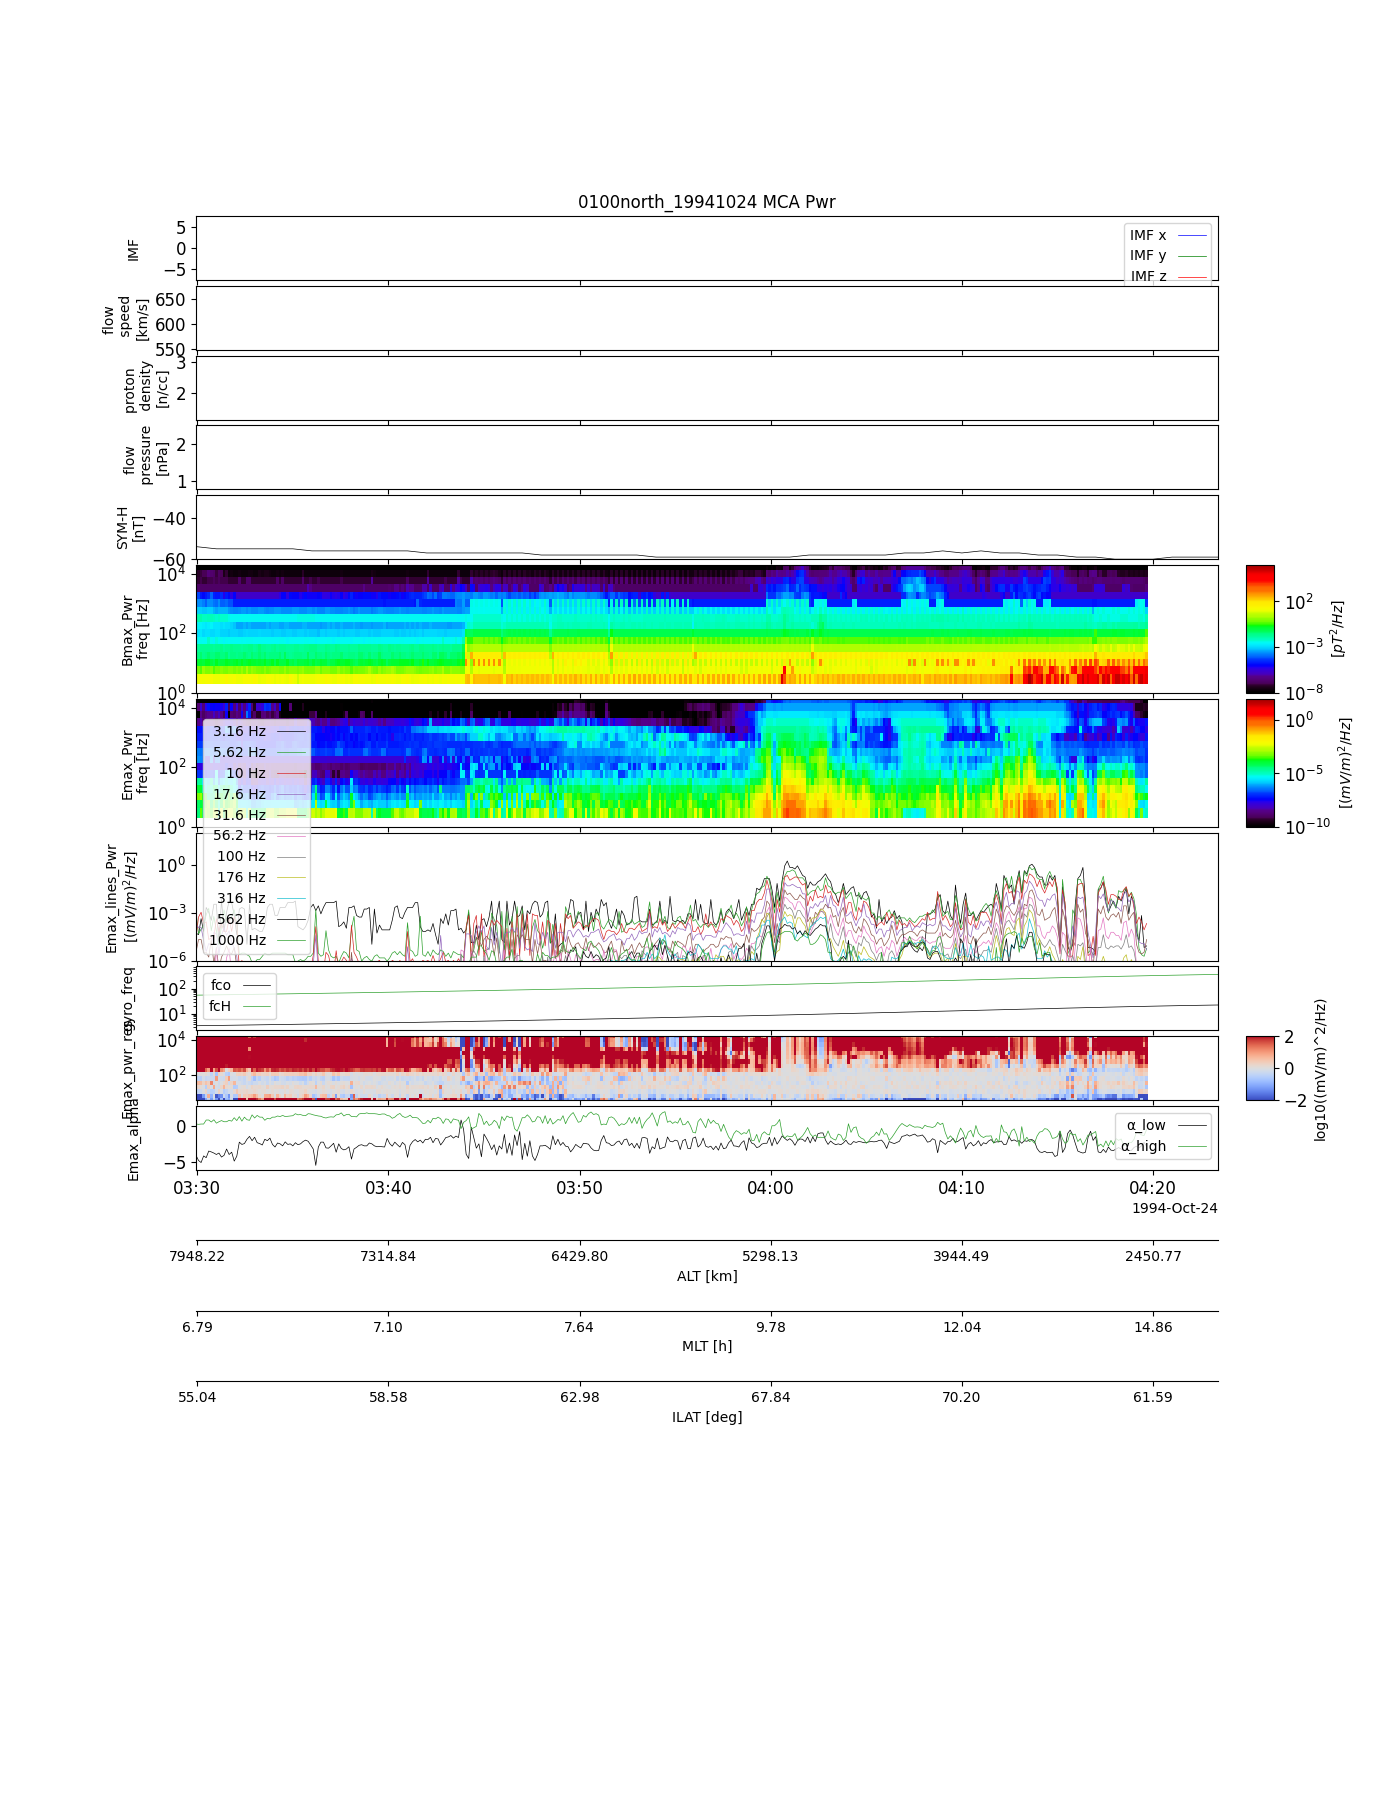 0100north_19941024 MCA Pwr
IMF
5
0
−5
IMF x
IMF y
IMF z
flow
speed
[km/s]
650
600
550
proton
density
[n/cc]
3
2
flow
pressure
[nPa]
2
1
SYM-H
[nT]
−40
−60
Bmax_Pwr
freq [Hz]
10^4
10^2
10^0
10^2
10^−3
10^−8
[pT^2/Hz]
Emax_Pwr
freq [Hz]
10^4
10^2
10^0
10^0
10^−5
10^−10
[(mV/m)^2/Hz]
3.16 Hz
5.62 Hz
10 Hz
17.6 Hz
31.6 Hz
56.2 Hz
100 Hz
176 Hz
316 Hz
562 Hz
1000 Hz
Emax_lines_Pwr
[(mV/m)^2/Hz]
10^0
10^−3
10^−6
gyro_freq
10^2
10^1
fco
fcH
Emax_pwr_reg
10^4
10^2
2
0
−2
log10((mV/m)^2/Hz)
Emax_alpha
0
−5
α_low
α_high
03:30 03:40 03:50 04:00 04:10 04:20
1994-Oct-24
7948.22 7314.84 6429.80 5298.13 3944.49 2450.77
ALT [km]
6.79 7.10 7.64 9.78 12.04 14.86
MLT [h]
55.04 58.58 62.98 67.84 70.20 61.59
ILAT [deg]